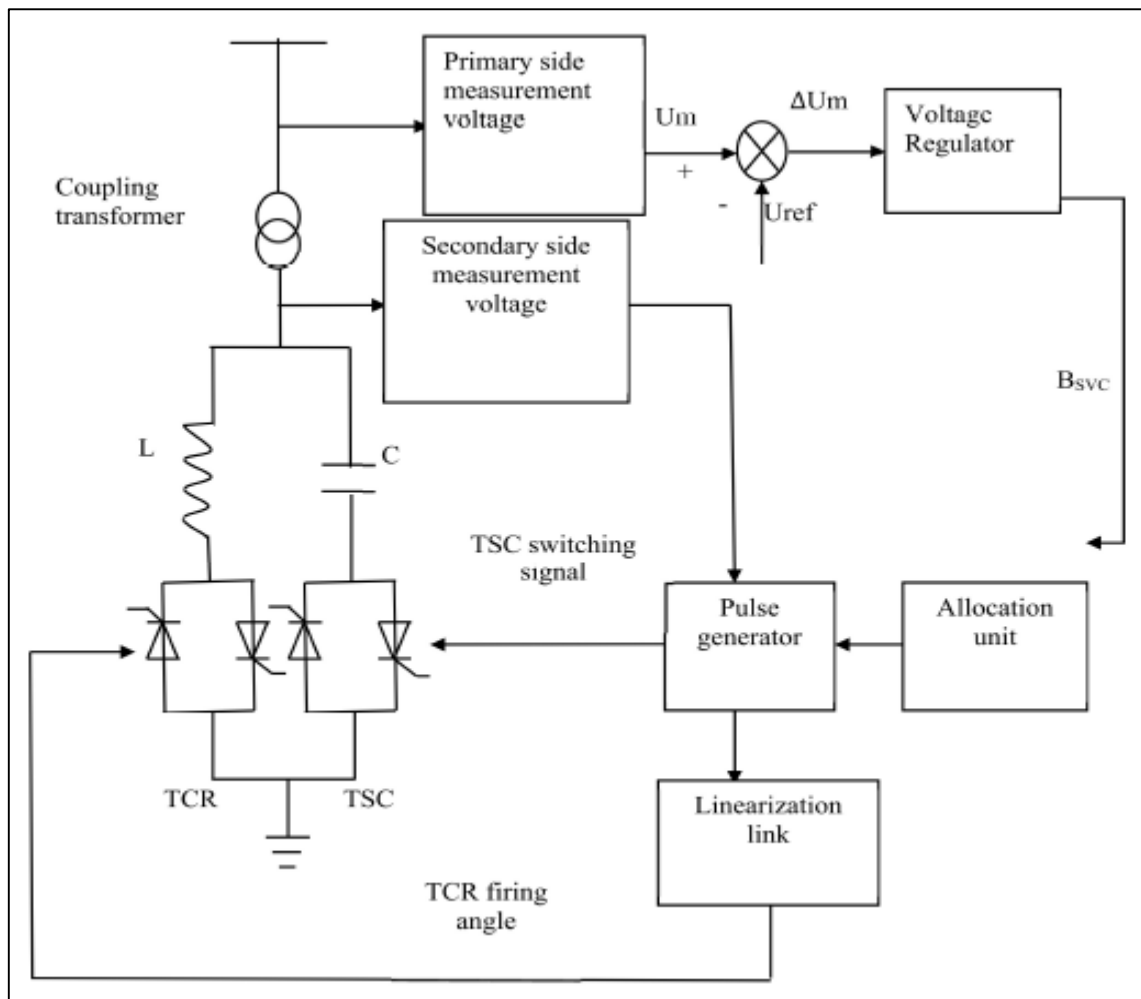 Primary side
measurement
voltage
Um
+
-
Uref
ΔUm
Voltage
Regulator
Coupling
transformer
Secondary side
measurement
voltage
BSVC
L
C
TSC switching
signal
Pulse
generator
Allocation
unit
TCR
TSC
Linearization
link
TCR firing
angle